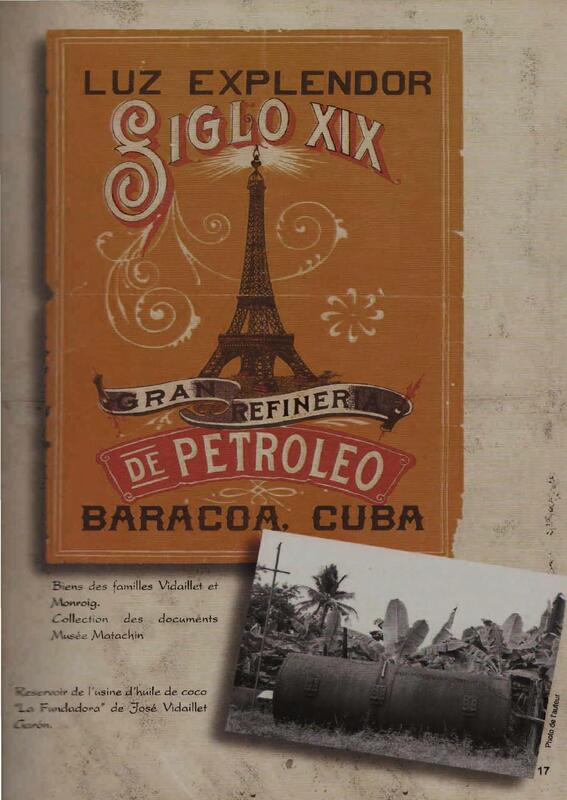 LUZ EXPLENDOR
SIGLO XIX
GRAN
REFINERIA
DE PETROLEO
BARACOA, CUBA
Biens des familles Vidaillet et
Monroig.
Collection des documents
Musée Matachin
Reservoir de l'usine d'huile de coco
"La Fundadora" de José Vidaillet
Garón.
Photo de l'auteur
17